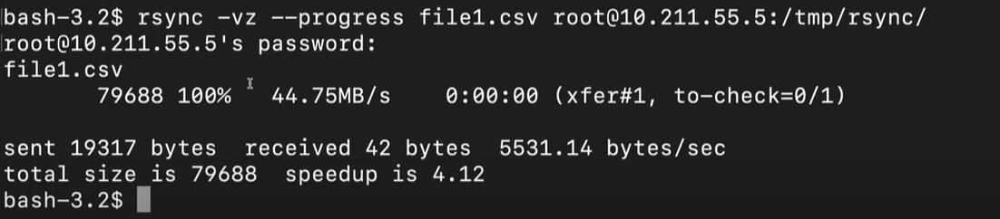 bash-3.2$ rsync -vz --progress file1.csv root@10.211.55.5:/tmp/rsync/
root@10.211.55.5's password:
file1.csv
       79688 100%   44.75MB/s    0:00:00 (xfer#1, to-check=0/1)

sent 19317 bytes  received 42 bytes  5531.14 bytes/sec
total size is 79688  speedup is 4.12
bash-3.2$